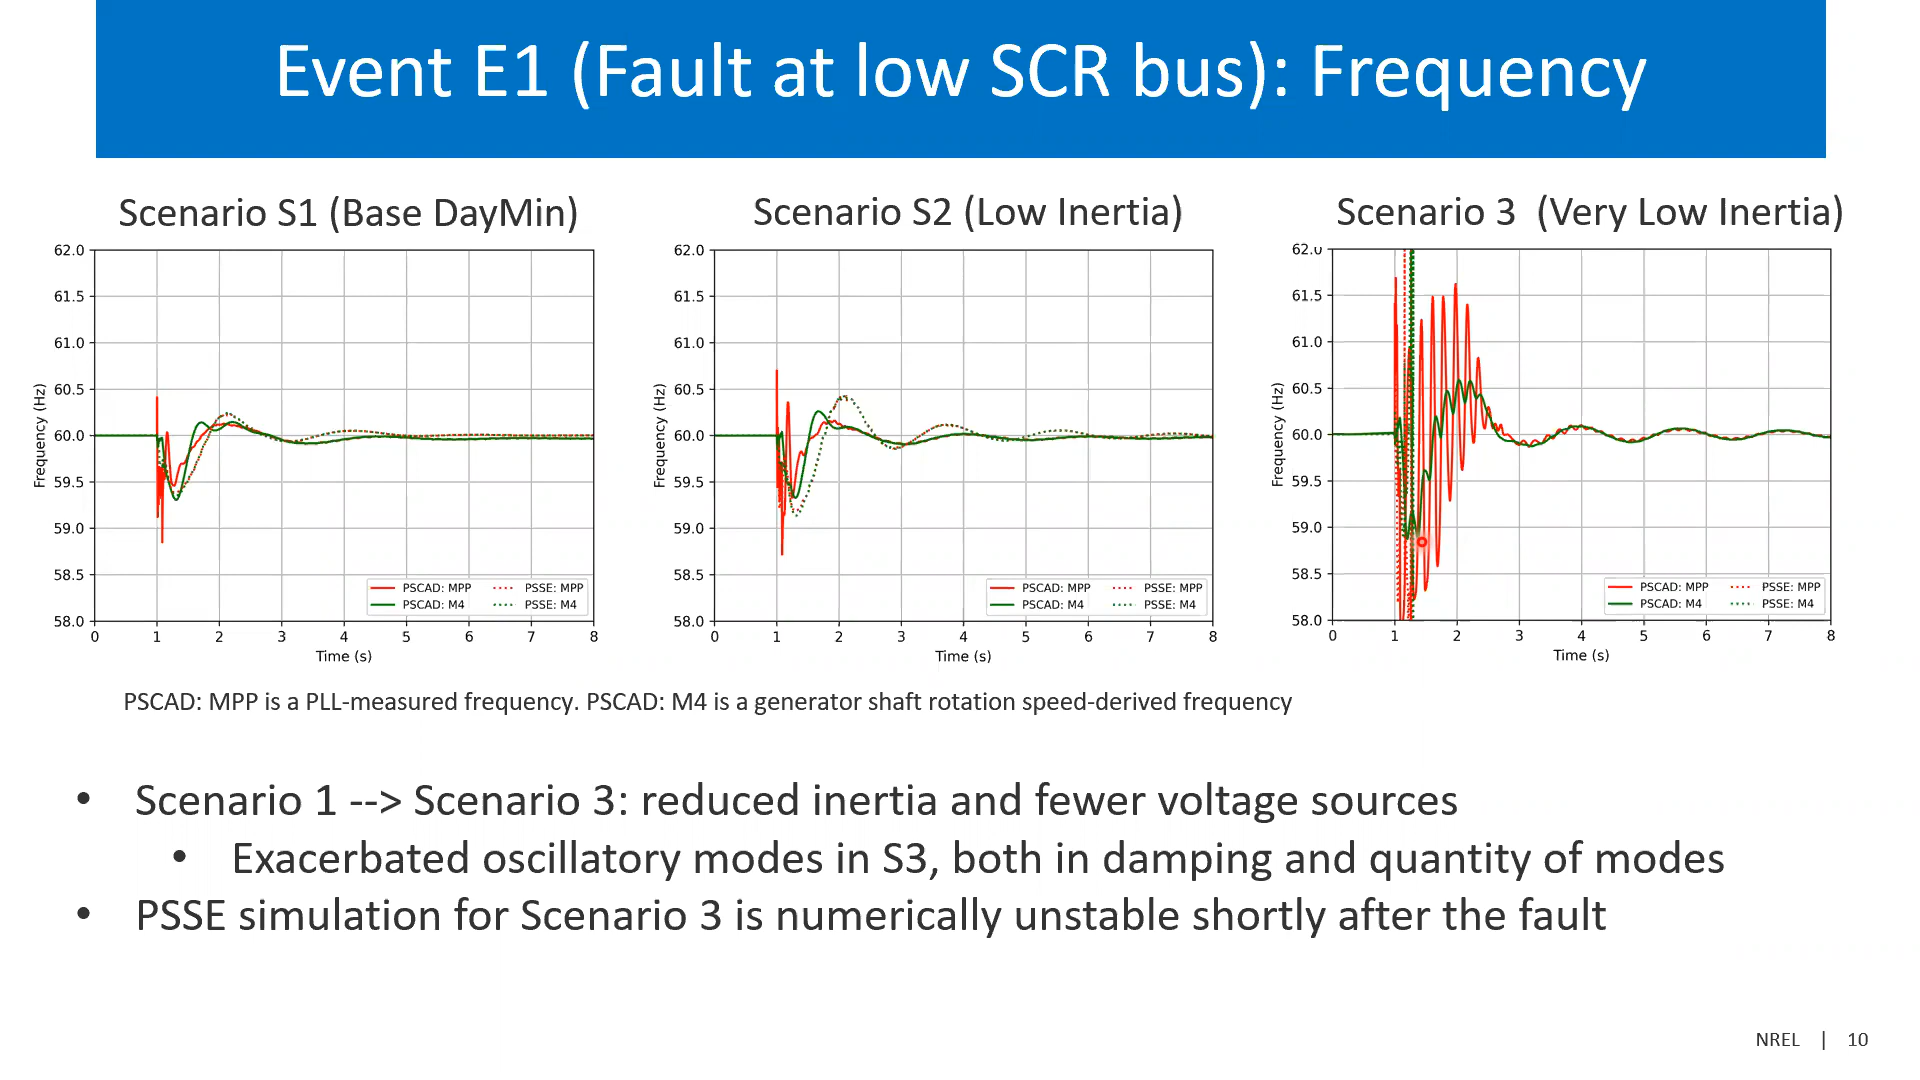 Event E1 (Fault at low SCR bus): Frequency
Scenario S1 (Base DayMin)
Scenario S2 (Low Inertia)
Scenario 3 (Very Low Inertia)
62.0
61.5
61.0
60.5
60.0
59.5
59.0
58.5
58.0
Frequency (Hz)
PSCAD: MPP
PSSE: MPP
PSCAD: M4
PSSE: M4
0 1 2 3 4 5 6 7 8
Time (s)
62.0
61.5
61.0
60.5
60.0
59.5
59.0
58.5
58.0
Frequency (Hz)
PSCAD: MPP
PSSE: MPP
PSCAD: M4
PSSE: M4
0 1 2 3 4 5 6 7 8
Time (s)
62.0
61.5
61.0
60.5
60.0
59.5
59.0
58.5
58.0
Frequency (Hz)
PSCAD: MPP
PSSE: MPP
PSCAD: M4
PSSE: M4
0 1 2 3 4 5 6 7 8
Time (s)
PSCAD: MPP is a PLL-measured frequency. PSCAD: M4 is a generator shaft rotation speed-derived frequency
• Scenario 1 --> Scenario 3: reduced inertia and fewer voltage sources
• Exacerbated oscillatory modes in S3, both in damping and quantity of modes
• PSSE simulation for Scenario 3 is numerically unstable shortly after the fault
NREL | 10